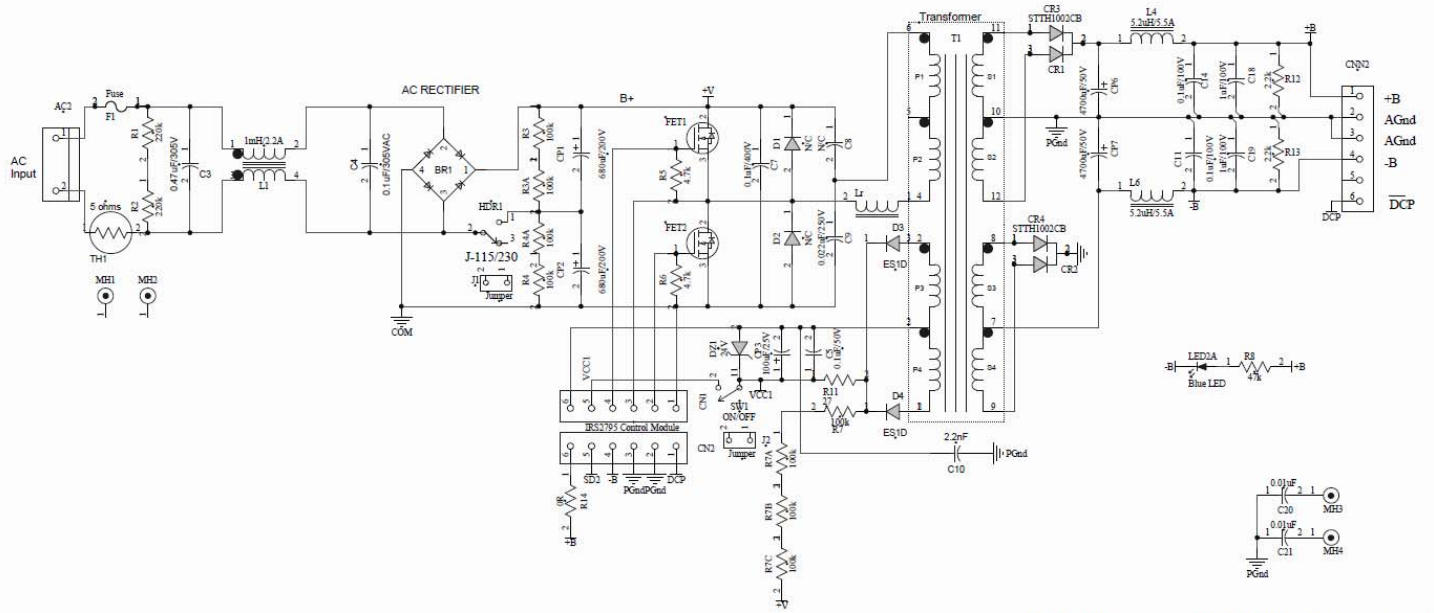 AC2
AC
Input
Fuse
F1
R1
220k
R2
220k
5 ohms
TH1
MH1
MH2
0.47uF/305V
C3
1mH/2.2A
L1
C4
0.1uF/305VAC
AC RECTIFIER
BR1
HDR1
J-115/230
J1
Jumper
COM
R3
100k
R3A
100k
R4A
100k
R4
100k
CP1
680uF/200V
CP2
680uF/200V
B+
+V
FET1
R5
4.7k
FET2
R6
4.7k
C7
0.1uF/400V
D1
N/C
D2
N/C
C8
N/C
C9
0.022uF/250V
Lr
D3
ES1D
D4
ES1D
Transformer
T1
P1
P2
P3
P4
S1
S2
S3
S4
CR3
STTH1002CB
CR1
CR4
STTH1002CB
CR2
L4
5.2uH/5.5A
L6
5.2uH/5.5A
4700uF/50V
CP6
4700uF/50V
CP7
PGnd
0.1uF/100V
C14
1uF/100V
C18
2.2k
R12
C11
0.1uF/100V
C19
1uF/100V
2.2k
R13
+B
-B
CNN2
+B
AGnd
AGnd
-B
DCP
DCP
DZ1
24V
CP3
100uF/25V
C5
0.1uF/50V
VCC1
VCC1
SW1
ON/OFF
J2
Jumper
R11
27
100k
R7
R7A
100k
R7B
100k
R7C
100k
+V
CN1
IRS2795 Control Module
CN2
SD2
-B
PGnd
PGnd
DCP
0R
R14
+B
2.2nF
C10
PGnd
-B
LED2A
Blue LED
R8
47k
+B
0.01uF
C20
MH3
0.01uF
C21
MH4
PGnd